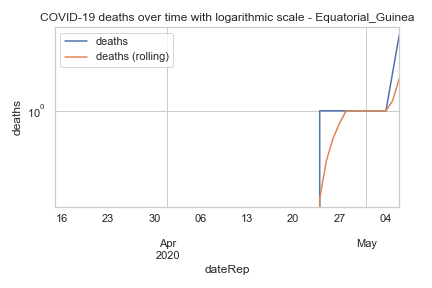 COVID-19 deaths over time with logarithmic scale - Equatorial_Guinea
deaths
deaths (rolling)
deaths
10⁰
16 23 30 06 13 20 27 04
Apr May
2020
dateRep